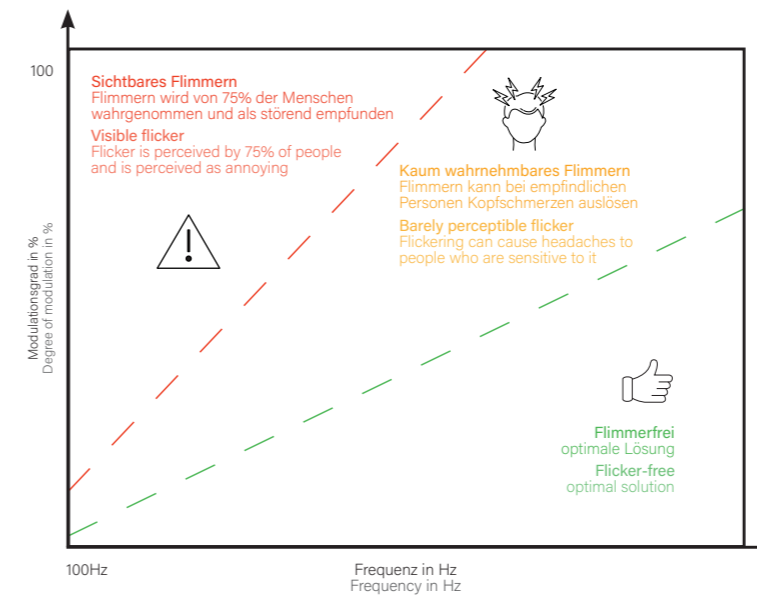 100
Sichtbares Flimmern
Flimmern wird von 75% der Menschen
wahrgenommen und als störend empfunden
Visible flicker
Flicker is perceived by 75% of people
and is perceived as annoying
Kaum wahrnehmbares Flimmern
Flimmern kann bei empfindlichen
Personen Kopfschmerzen auslösen
Barely perceptible flicker
Flickering can cause headaches to
people who are sensitive to it
Modulationsgrad in %
Degree of modulation in %
Flimmerfrei
optimale Lösung
Flicker-free
optimal solution
100Hz
Frequenz in Hz
Frequency in Hz